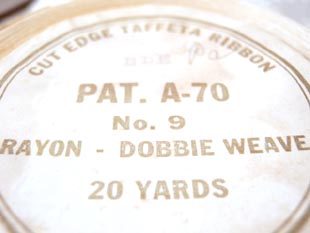 CUT EDGE TAFFETA RIBBON
PAT. A-70
No. 9
RAYON - DOBBIE WEAVE
20 YARDS